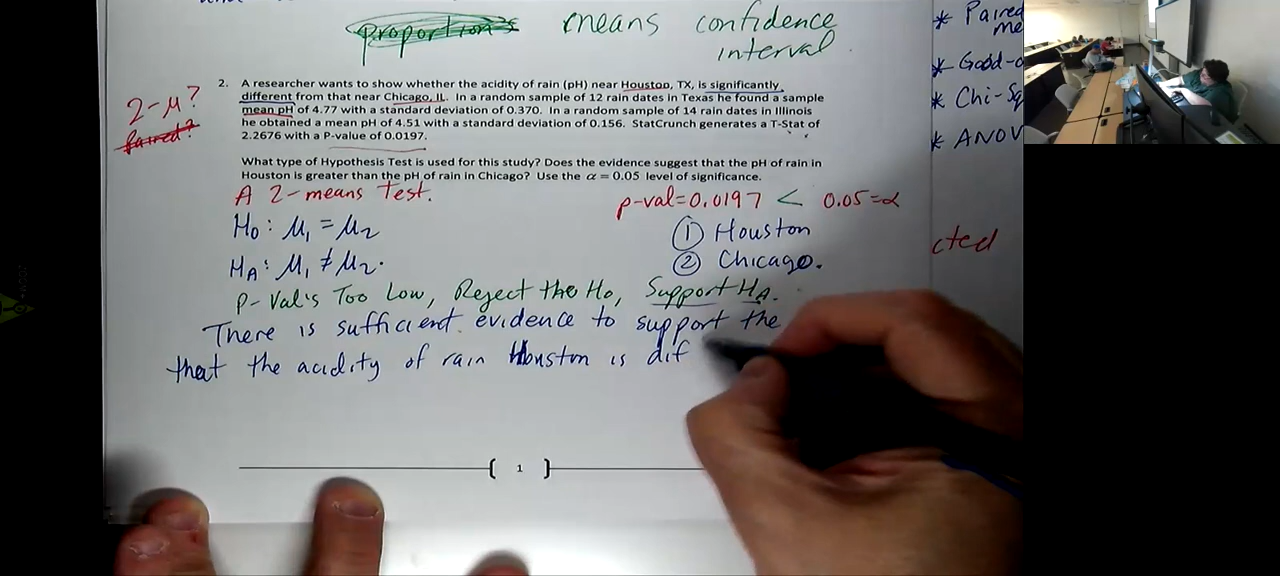 proportions means confidence
interval
* Paired
me
* Good-o
* Chi-Sq
* ANOV
2-μ?
Paired?
2. A researcher wants to show whether the acidity of rain (pH) near Houston, TX, is significantly
different from that near Chicago, IL. In a random sample of 12 rain dates in Texas he found a sample
mean pH of 4.77 with a standard deviation of 0.370. In a random sample of 14 rain dates in Illinois
he obtained a mean pH of 4.51 with a standard deviation of 0.156. StatCrunch generates a T-Stat of
2.2676 with a P-value of 0.0197.
What type of Hypothesis Test is used for this study? Does the evidence suggest that the pH of rain in
Houston is greater than the pH of rain in Chicago? Use the α = 0.05 level of significance.
A 2-means Test.
p-val=0.0197 < 0.05=α
H₀: μ₁ = μ₂
① Houston
Hᴀ: μ₁ ≠ μ₂.
② Chicago.
cted
P-Val's Too Low, Reject the H₀, Support Hᴀ.
There is sufficient evidence to support the
that the acidity of rain Houston is dif
{ 1 }